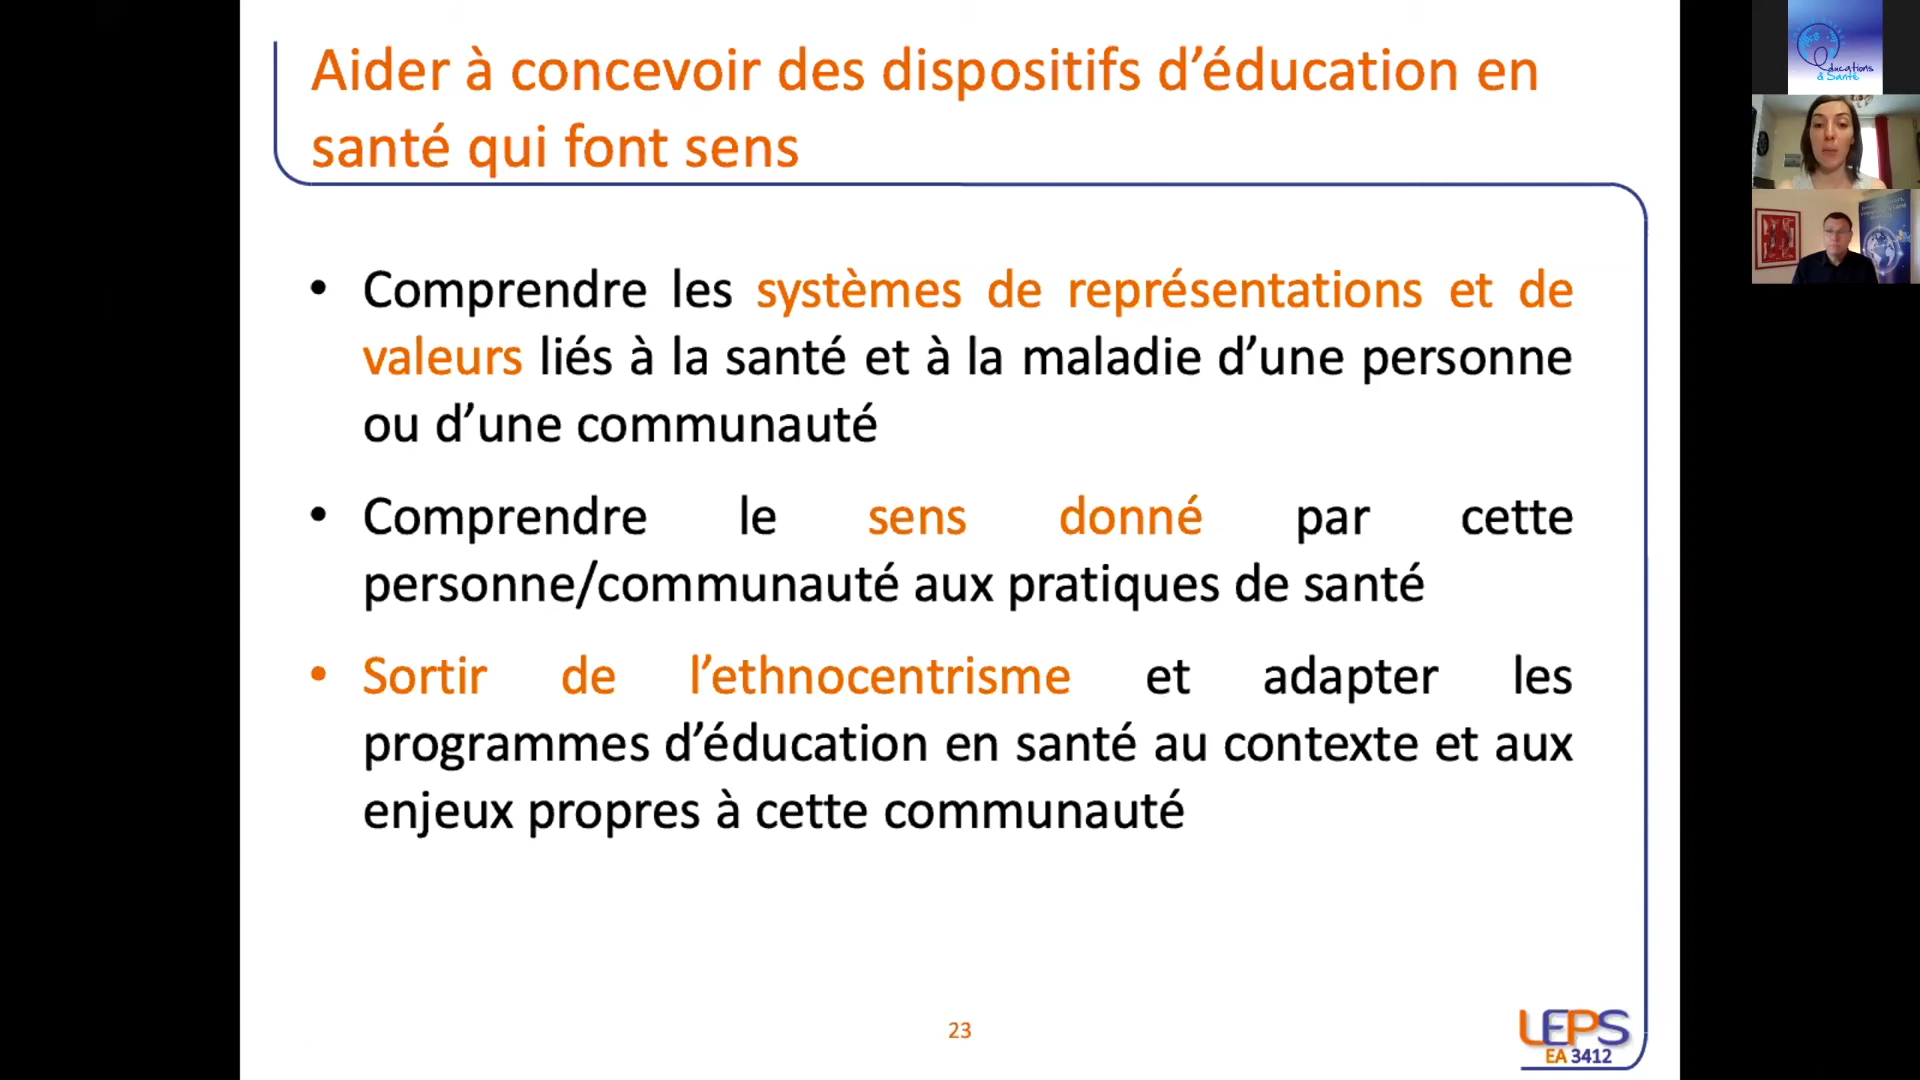 Aider à concevoir des dispositifs d’éducation en
santé qui font sens
• Comprendre les systèmes de représentations et de
valeurs liés à la santé et à la maladie d’une personne
ou d’une communauté
• Comprendre le sens donné par cette
personne/communauté aux pratiques de santé
• Sortir de l’ethnocentrisme et adapter les
programmes d’éducation en santé au contexte et aux
enjeux propres à cette communauté
23
LEPS
EA 3412
Educations
& Santé